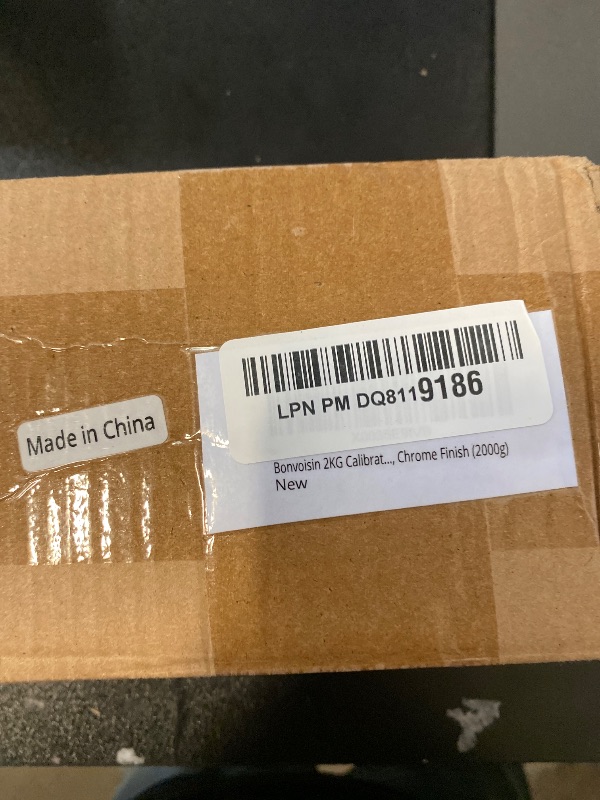 Made in China
LPN PM DQ8119186
Bonvoisin 2KG Calibrat..., Chrome Finish (2000g)
New